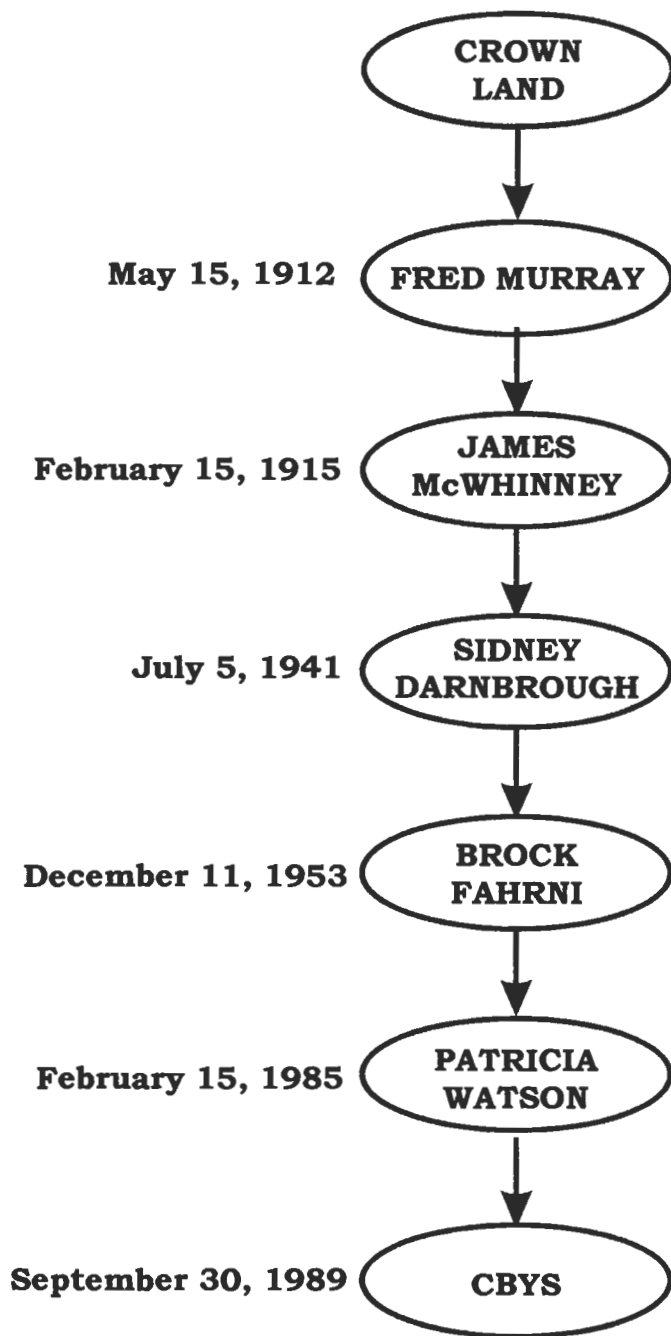 CROWN
LAND
May 15, 1912
FRED MURRAY
February 15, 1915
JAMES
McWHINNEY
July 5, 1941
SIDNEY
DARNBROUGH
December 11, 1953
BROCK
FAHRNI
February 15, 1985
PATRICIA
WATSON
September 30, 1989
CBYS